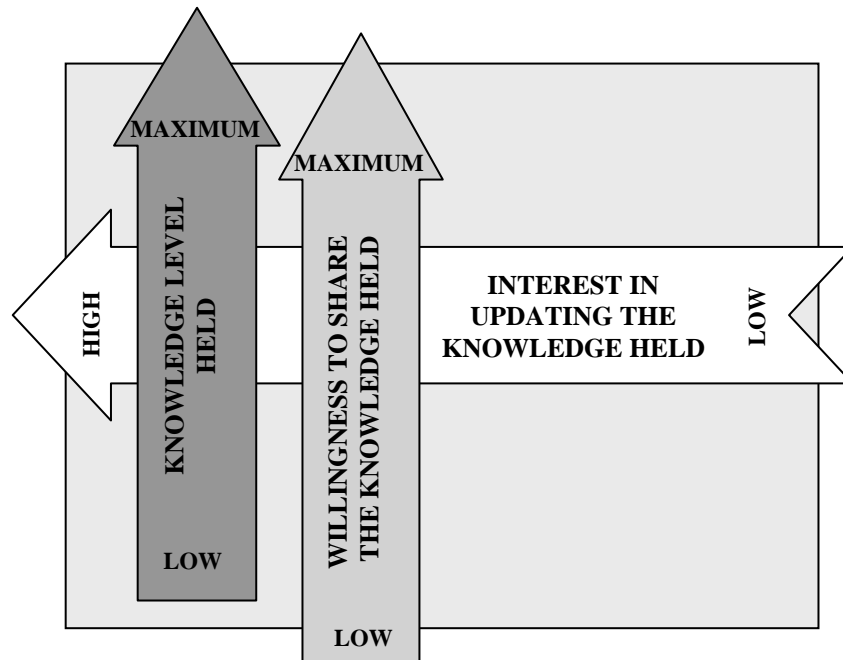 MAXIMUM
KNOWLEDGE LEVEL
HELD
LOW
MAXIMUM
WILLINGNESS TO SHARE
THE KNOWLEDGE HELD
LOW
HIGH
INTEREST IN
UPDATING THE
KNOWLEDGE HELD
LOW